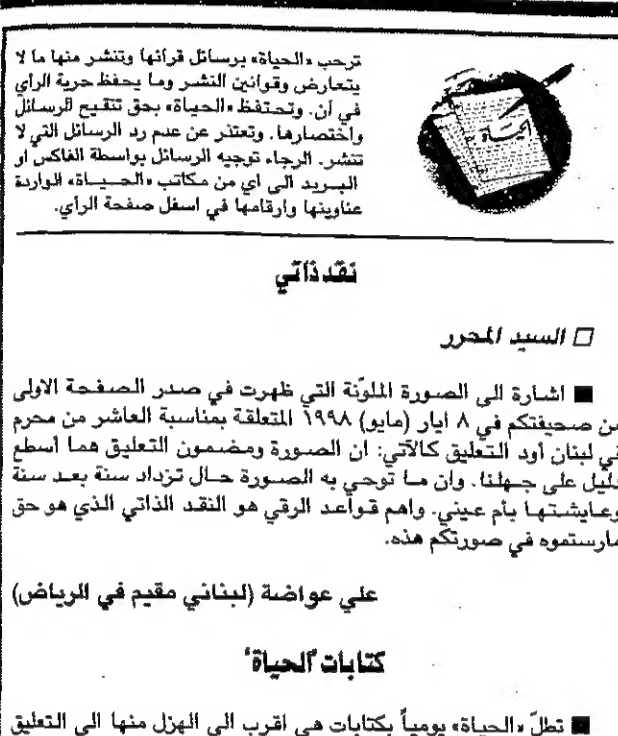 ترحب «الحياة» برسائل قرائها وتنشر منها ما لا
يتعارض وقوانين النشر وما يحفظ حرية الراي
في آن. وتحتفظ «الحياة» بحق تنقيح الرسائل
واختصارها. وتعتذر عن عدم رد الرسائل التي لا
تنشر. الرجاء توجيه الرسائل بواسطة الفاكس او
البريد الى اي من مكاتب «الحياة» الواردة
عناوينها وارقامها في اسفل صفحة الرأي.
الحياة
نقد ذاتي
□ السيد المحرر
■ اشارة الى الصورة الملوّنة التي ظهرت في صدر الصفحة الاولى
من صحيفتكم في ٨ ايار (مايو) ١٩٩٨ المتعلقة بمناسبة العاشر من محرم
في لبنان أود التعليق كالآتي: ان الصورة ومضمون التعليق هما أسطع
دليل على جهلنا. وان ما توحي به الصورة حال تزداد سنة بعد سنة
وعايشتها بأم عيني. واهم قواعد الرقي هو النقد الذاتي الذي هو حق
مارستموه في صورتكم هذه.
علي عواضة (لبناني مقيم في الرياض)
كتابات "الحياة"
■ تطلّ «الحياة» يومياً بكتابات هي اقرب الى الهزل منها الى التعليق